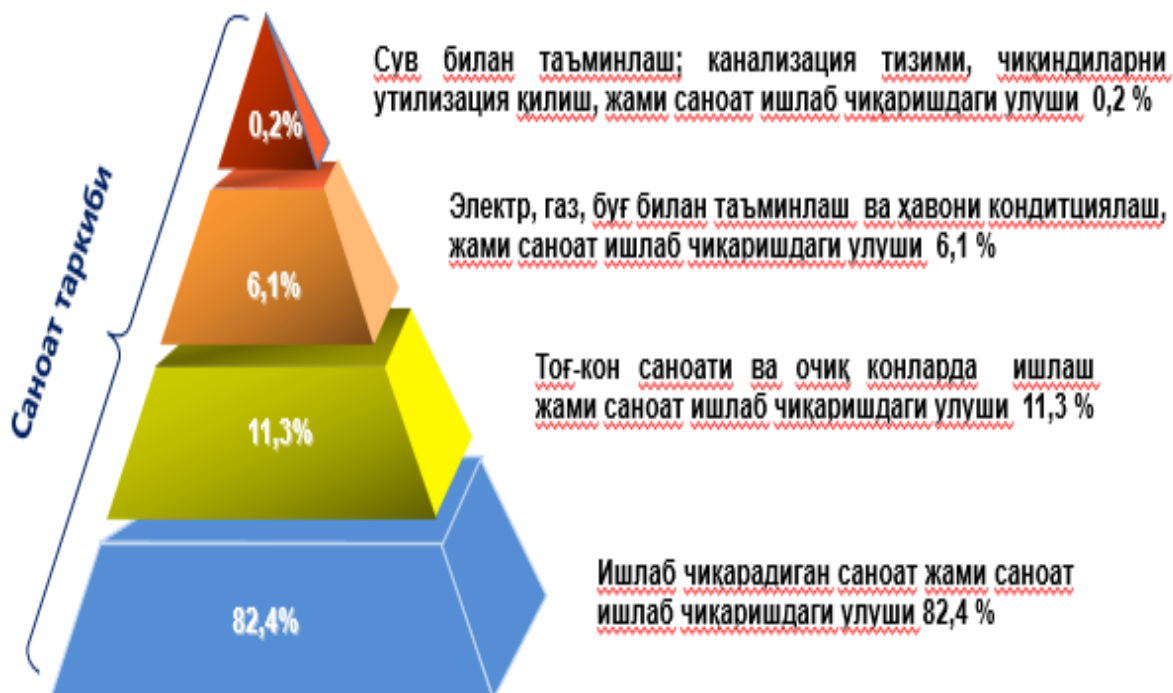 Саноат таркиби
0,2%
Сув билан таъминлаш; канализация тизими, чиқиндиларни
утилизация қилиш, жами саноат ишлаб чиқаришдаги улуши 0,2 %
6,1%
Электр, газ, буғ билан таъминлаш ва ҳавони кондитциялаш,
жами саноат ишлаб чиқаришдаги улуши 6,1 %
11,3%
Тоғ-кон саноати ва очиқ конларда ишлаш
жами саноат ишлаб чиқаришдаги улуши 11,3 %
82,4%
Ишлаб чиқарадиган саноат жами саноат
ишлаб чиқаришдаги улуши 82,4 %